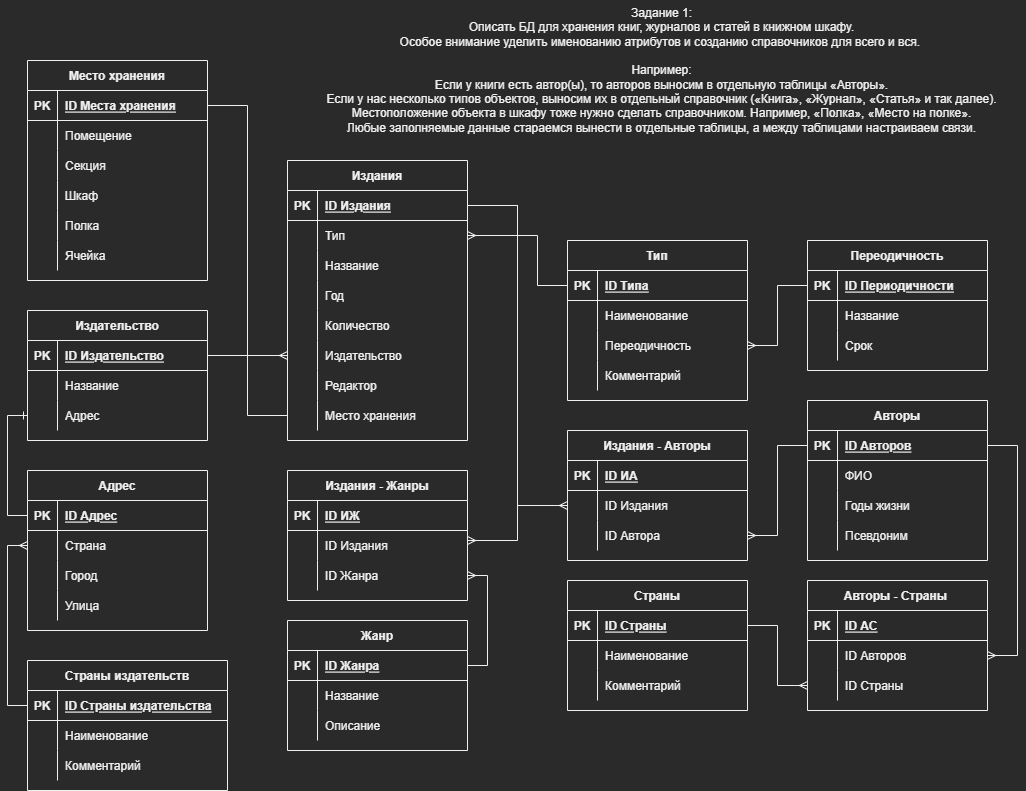 Задание 1:
Описать БД для хранения книг, журналов и статей в книжном шкафу.
Особое внимание уделить именованию атрибутов и созданию справочников для всего и вся.
Например:
Если у книги есть автор(ы), то авторов выносим в отдельную таблицы «Авторы».
Если у нас несколько типов объектов, выносим их в отдельный справочник («Книга», «Журнал», «Статья» и так далее).
Местоположение объекта в шкафу тоже нужно сделать справочником. Например, «Полка», «Место на полке».
Любые заполняемые данные стараемся вынести в отдельные таблицы, а между таблицами настраиваем связи.
Место хранения
PK ID Места хранения
Помещение
Секция
Шкаф
Полка
Ячейка
Издательство
PK ID Издательство
Название
Адрес
Адрес
PK ID Адрес
Страна
Город
Улица
Страны издательств
PK ID Страны издательства
Наименование
Комментарий
Издания
PK ID Издания
Тип
Название
Год
Количество
Издательство
Редактор
Место хранения
Издания - Жанры
PK ID ИЖ
ID Издания
ID Жанра
Жанр
PK ID Жанра
Название
Описание
Тип
PK ID Типа
Наименование
Переодичность
Комментарий
Издания - Авторы
PK ID ИА
ID Издания
ID Автора
Страны
PK ID Страны
Наименование
Комментарий
Переодичность
PK ID Периодичности
Название
Срок
Авторы
PK ID Авторов
ФИО
Годы жизни
Псевдоним
Авторы - Страны
PK ID АС
ID Авторов
ID Страны